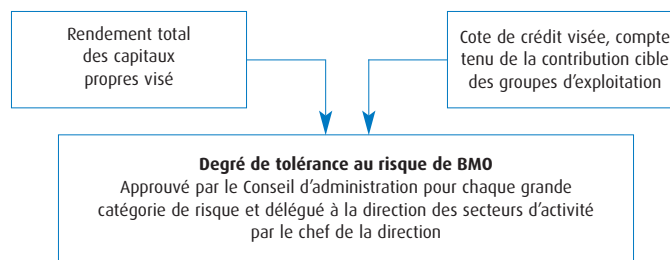 Rendement total
des capitaux
propres visé
Cote de crédit visée, compte
tenu de la contribution cible
des groupes d’exploitation
Degré de tolérance au risque de BMO
Approuvé par le Conseil d’administration pour chaque grande
catégorie de risque et délégué à la direction des secteurs d’activité
par le chef de la direction